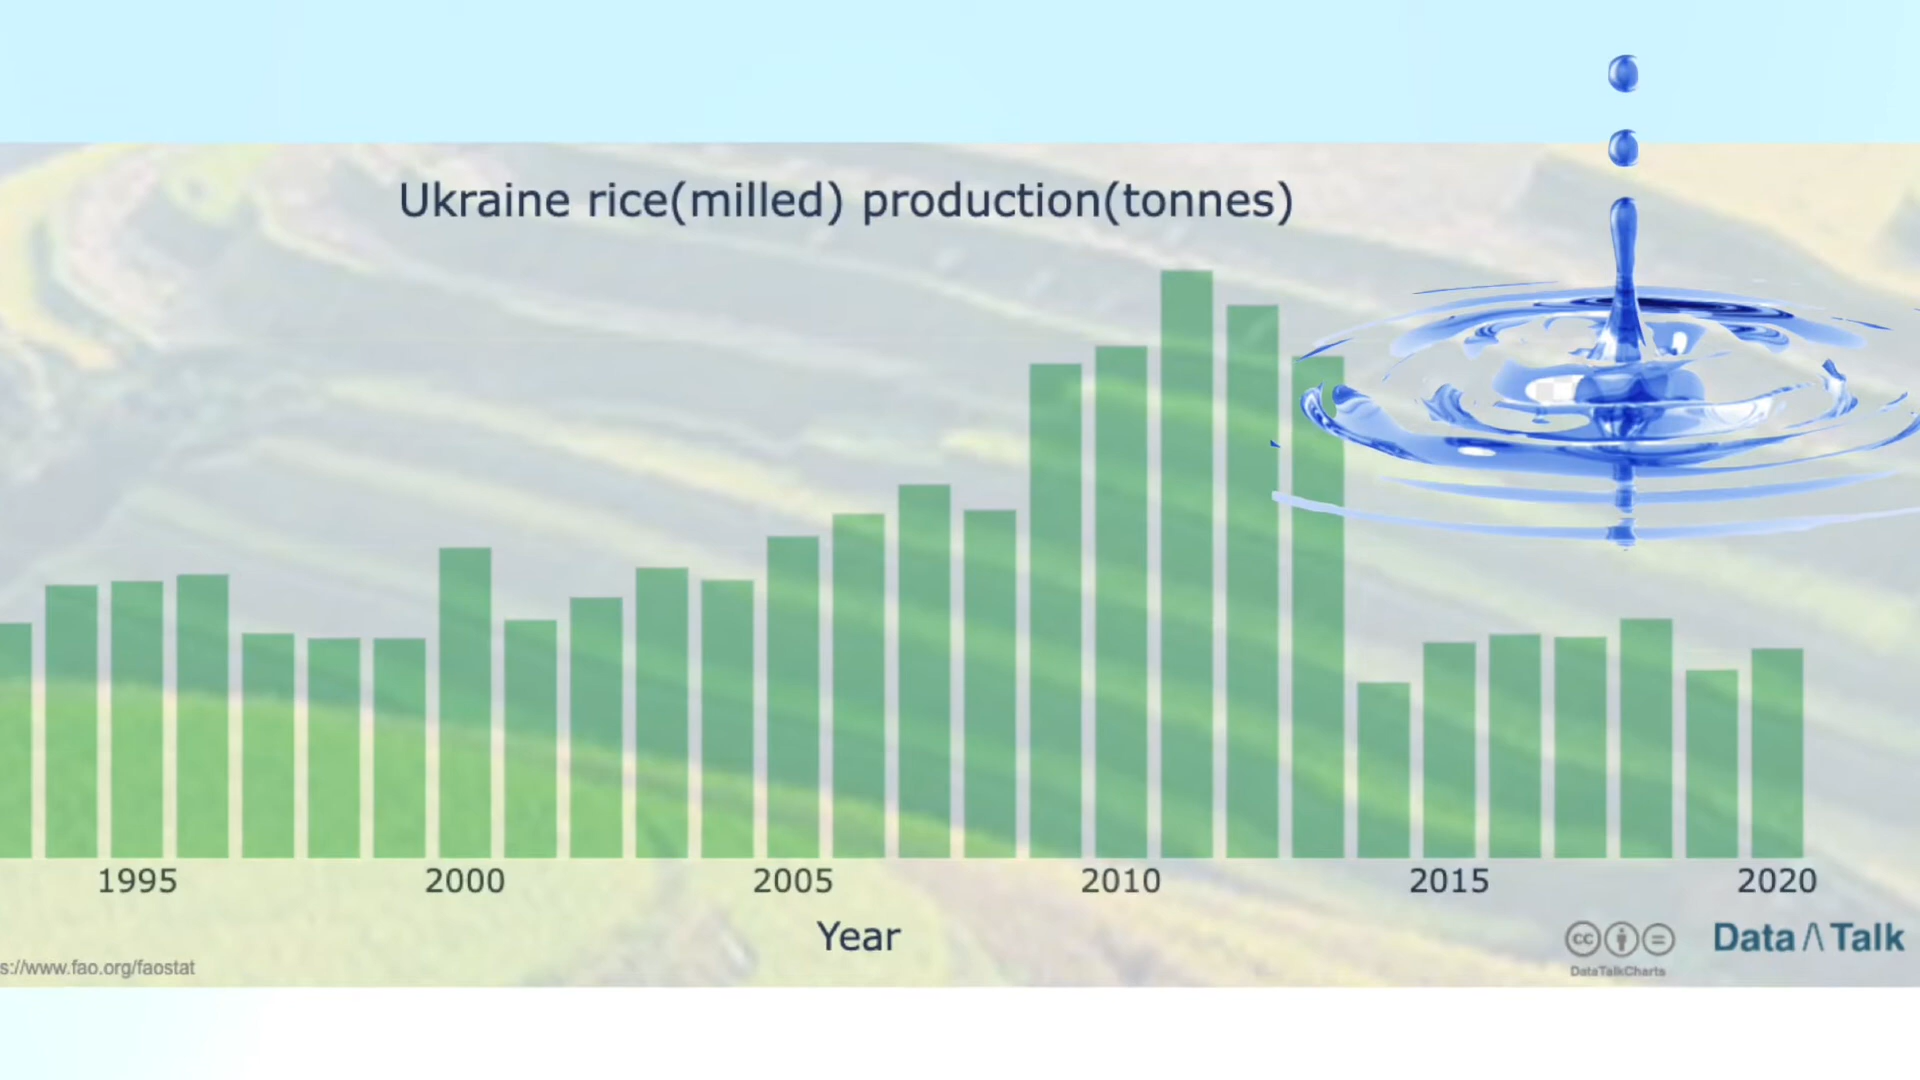 Ukraine rice(milled) production(tonnes)
1995 2000 2005 2010 2015 2020
Year
s://www.fao.org/faostat
cc
DataTalkCharts
Data /\ Talk